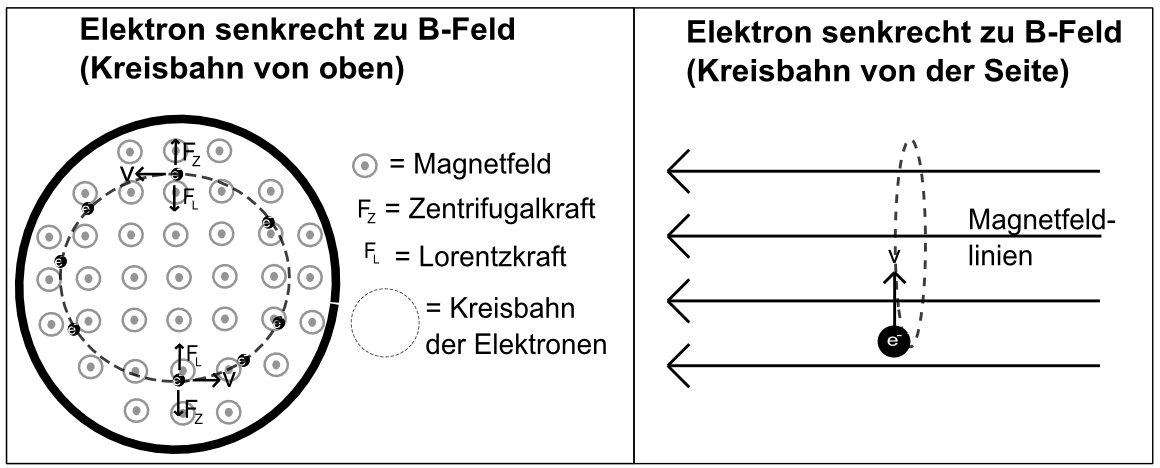 Elektron senkrecht zu B-Feld
(Kreisbahn von oben)
F_Z
V
F_L
e⁻
e⁻
e⁻
e⁻
e⁻
e⁻
e⁻
e⁻
F_L
V
F_Z
= Magnetfeld
F_Z = Zentrifugalkraft
F_L = Lorentzkraft
= Kreisbahn
der Elektronen
Elektron senkrecht zu B-Feld
(Kreisbahn von der Seite)
Magnetfeld-
linien
v
e⁻